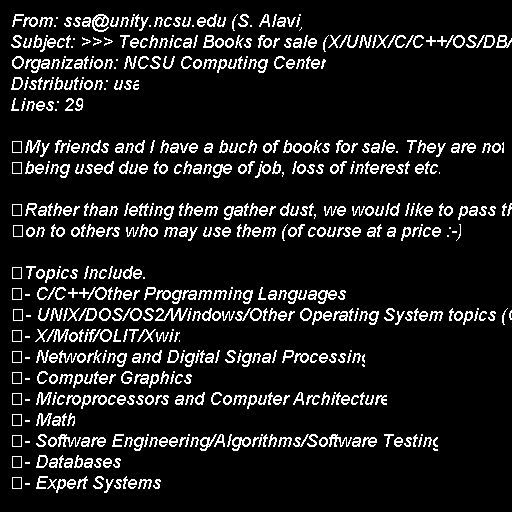 From: ssa@unity.ncsu.edu (S. Alavi)
Subject: >>> Technical Books for sale (X/UNIX/C/C++/OS/DB/
Organization: NCSU Computing Center
Distribution: usa
Lines: 29

□My friends and I have a buch of books for sale. They are not
□being used due to change of job, loss of interest etc.

□Rather than letting them gather dust, we would like to pass th
□on to others who may use them (of course at a price :-)

□Topics Include.
□- C/C++/Other Programming Languages
□- UNIX/DOS/OS2/Windows/Other Operating System topics (
□- X/Motif/OLIT/Xwin
□- Networking and Digital Signal Processing
□- Computer Graphics
□- Microprocessors and Computer Architecture
□- Math
□- Software Engineering/Algorithms/Software Testing
□- Databases
□- Expert Systems